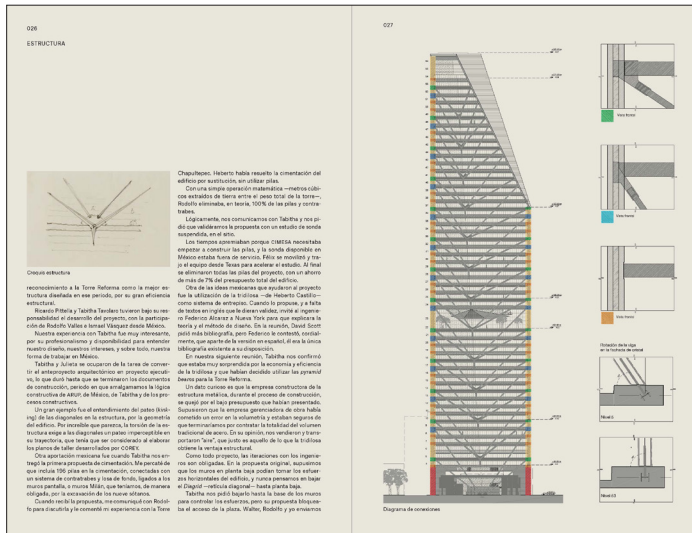 026
ESTRUCTURA
Croquis estructura
reconocimiento a la Torre Reforma como la mejor es-
tructura diseñada en ese periodo, por su gran eficiencia
estructural.
Ricardo Pittella y Tabitha Tavolaro tuvieron bajo su res-
ponsabilidad el desarrollo del proyecto, con la participa-
ción de Rodolfo Valles e Ismael Vásquez desde México.
Nuestra experiencia con Tabitha fue muy interesante,
por su profesionalismo y disponibilidad para entender
nuestro diseño, nuestros intereses, y sobre todo, nuestra
forma de trabajar en México.
Tabitha y Julieta se ocuparon de la tarea de conver-
tir el anteproyecto arquitectónico en proyecto ejecuti-
vo, lo que duró hasta que se terminaron los documentos
de construcción, periodo en que amalgamamos la lógica
constructiva de ARUP, de México, de Tabitha y de los pro-
cesos constructivos.
Un gran ejemplo fue el entendimiento del pateo (kink-
ing) de las diagonales en la estructura, por la geometría
del edificio. Por increíble que parezca, la torsión de la es-
tructura exige a las diagonales un pateo imperceptible en
su trayectoria, que tenía que ser considerado al elaborar
los planos de taller desarrollados por COREY.
Otra aportación mexicana fue cuando Tabitha nos en-
tregó la primera propuesta de cimentación. Me percaté de
que incluía 196 pilas en la cimentación, conectadas con
un sistema de contratrabes y losa de fondo, ligados a los
muros pantalla, o muros Milán, que teníamos, de manera
obligada, por la excavación de los nueve sótanos.
Cuando recibí la propuesta, me comuniqué con Rodol-
fo para discutirla y le comenté mi experiencia con la Torre
Chapultepec. Heberto había resuelto la cimentación del
edificio por sustitución, sin utilizar pilas.
Con una simple operación matemática —metros cúbi-
cos extraídos de tierra entre el peso total de la torre—,
Rodolfo eliminaba, en teoría, 100% de las pilas y contra-
trabes.
Lógicamente, nos comunicamos con Tabitha y nos pi-
dió que validáramos la propuesta con un estudio de sonda
suspendida, en el sitio.
Los tiempos apremiaban porque CIMESA necesitaba
empezar a construir las pilas, y la sonda disponible en
México estaba fuera de servicio. Félix se movilizó y tra-
jo el equipo desde Texas para acelerar el estudio. Al final
se eliminaron todas las pilas del proyecto, con un ahorro
de más de 7% del presupuesto total del edificio.
Otra de las ideas mexicanas que ayudaron al proyecto
fue la utilización de la tridilosa —de Heberto Castillo—
como sistema de entrepiso. Cuando lo propuse, y a falta
de textos en inglés que le dieran validez, invité al ingenie-
ro Federico Alcaraz a Nueva York para que explicara la
teoría y el método de diseño. En la reunión, David Scott
pidió más bibliografía, pero Federico le contestó, cordial-
mente, que aparte de la versión en español, él era la única
bibliografía existente a su disposición.
En nuestra siguiente reunión, Tabitha nos confirmó
que estaba muy sorprendida por la economía y eficiencia
de la tridilosa y que habían decidido utilizar las pyramid
beams para la Torre Reforma.
Un dato curioso es que la empresa constructora de la
estructura metálica, durante el proceso de construcción,
se quejó por el bajo presupuesto que habían presentado.
Supusieron que la empresa gerenciadora de obra había
cometido un error en la volumetría y estaban seguros de
que terminaríamos por contratar la totalidad del volumen
tradicional de acero. En su opinión, nos vendieron y trans-
portaron "aire", que justo es aquello de lo que la tridilosa
obtiene la ventaja estructural.
Como todo proyecto, las iteraciones con los ingenie-
ros son obligadas. En la propuesta original, supusimos
que los muros en planta baja podían tomar los esfuer-
zos horizontales del edificio, y nunca pensamos en bajar
el Diagrid —retícula diagonal— hasta planta baja.
Tabitha nos pidió bajarlo hasta la base de los muros
para controlar los esfuerzos, pero su propuesta bloquea-
ba el acceso de la plaza. Walter, Rodolfo y yo enviamos
027
Diagrama de conexiones
Vista frontal
Vista frontal
Vista frontal
Rotación de la viga
en la fachada de cristal